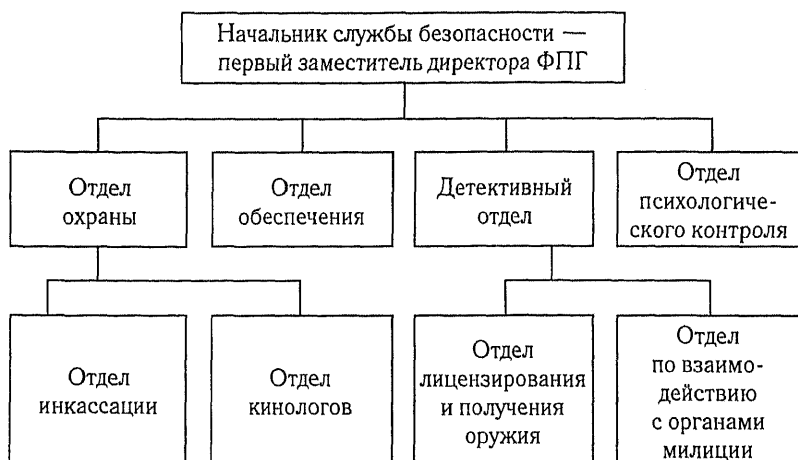 Начальник службы безопасности —
первый заместитель директора ФПГ
Отдел
охраны
Отдел
обеспечения
Детективный
отдел
Отдел
психологиче-
ского контроля
Отдел
инкассации
Отдел
кинологов
Отдел
лицензирования
и получения
оружия
Отдел
по взаимо-
действию
с органами
милиции